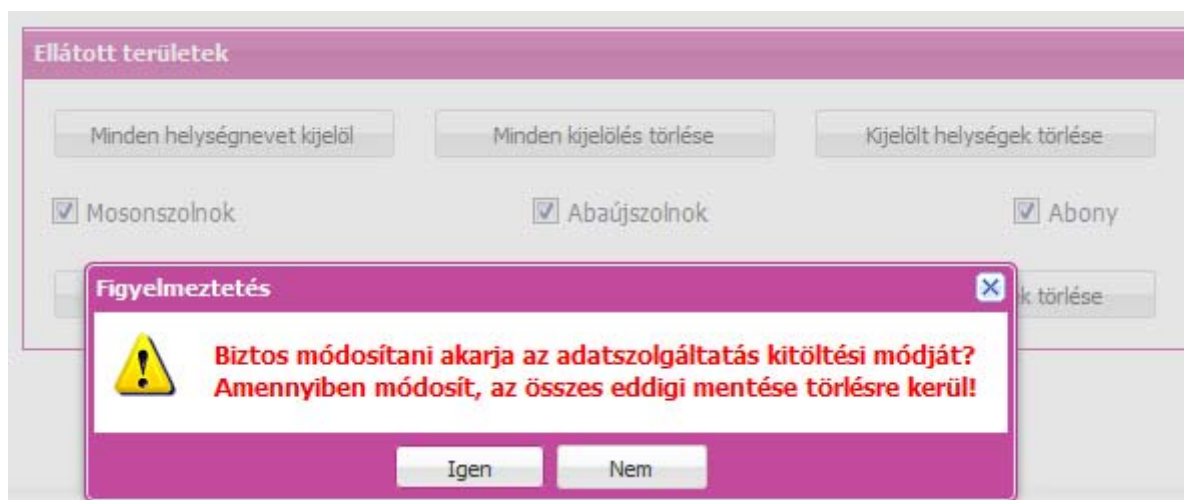 Ellátott területek
Minden helységnevet kijelöl
Minden kijelölés törlése
Kijelölt helységek törlése
Mosonszolnok
Abaújszolnok
Abony
Figyelmeztetés
k törlése
Biztos módosítani akarja az adatszolgáltatás kitöltési módját?
Amennyiben módosít, az összes eddigi mentése törlésre kerül!
Igen
Nem